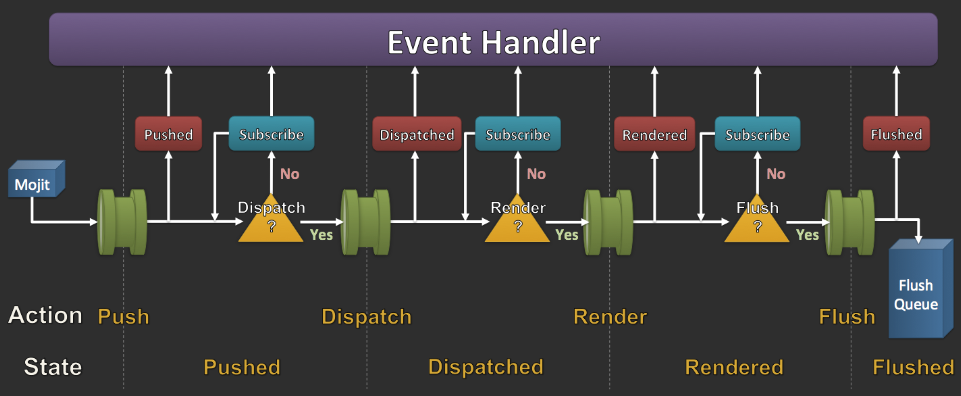 Event Handler
Pushed
Subscribe
Dispatched
Subscribe
Rendered
Subscribe
Flushed
Mojit
No
No
No
Dispatch
?
Yes
Render
?
Yes
Flush
?
Yes
Flush
Queue
Action Push Dispatch Render Flush
State Pushed Dispatched Rendered Flushed